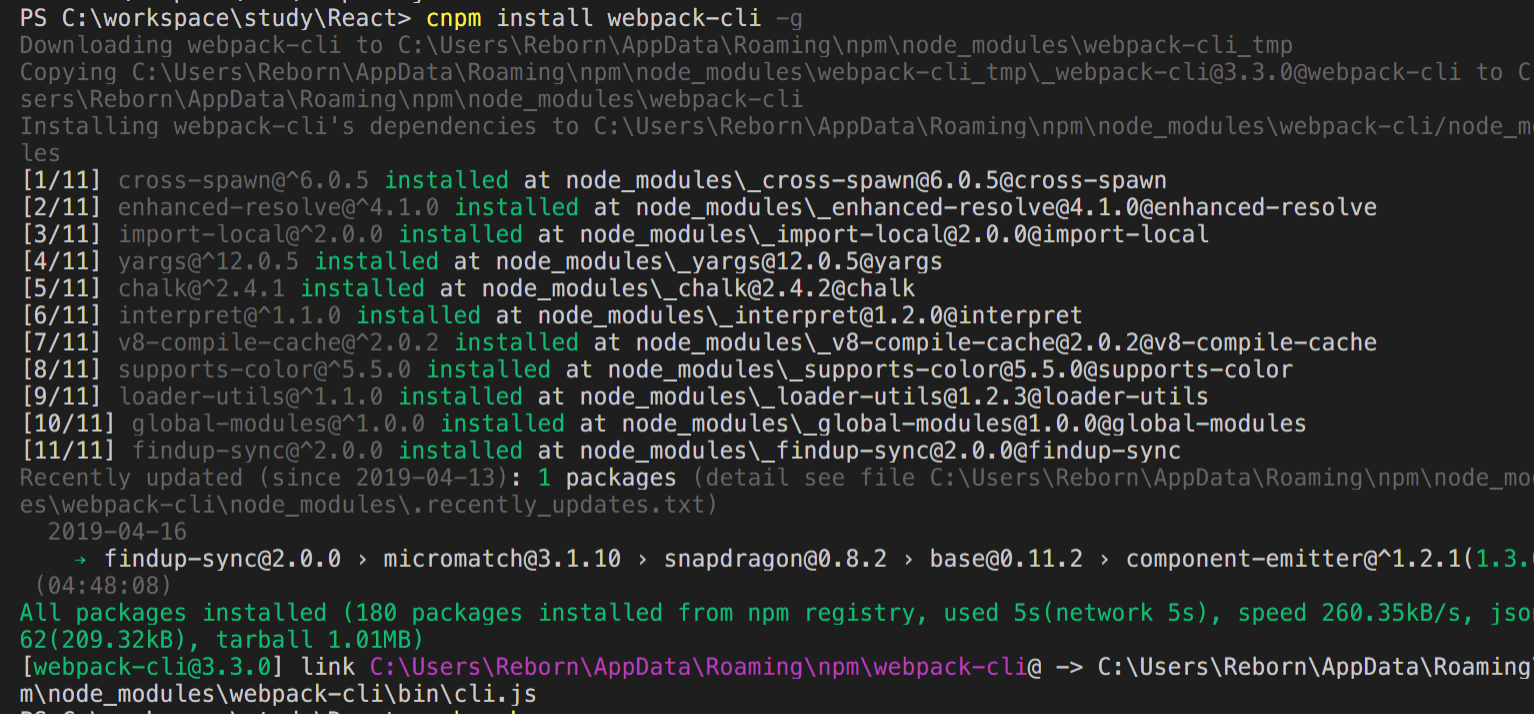 PS C:\workspace\study\React> cnpm install webpack-cli -g
Downloading webpack-cli to C:\Users\Reborn\AppData\Roaming\npm\node_modules\webpack-cli_tmp
Copying C:\Users\Reborn\AppData\Roaming\npm\node_modules\webpack-cli_tmp\_webpack-cli@3.3.0@webpack-cli to C
sers\Reborn\AppData\Roaming\npm\node_modules\webpack-cli
Installing webpack-cli's dependencies to C:\Users\Reborn\AppData\Roaming\npm\node_modules\webpack-cli/node_m
les
[1/11] cross-spawn@^6.0.5 installed at node_modules\_cross-spawn@6.0.5@cross-spawn
[2/11] enhanced-resolve@^4.1.0 installed at node_modules\_enhanced-resolve@4.1.0@enhanced-resolve
[3/11] import-local@^2.0.0 installed at node_modules\_import-local@2.0.0@import-local
[4/11] yargs@^12.0.5 installed at node_modules\_yargs@12.0.5@yargs
[5/11] chalk@^2.4.1 installed at node_modules\_chalk@2.4.2@chalk
[6/11] interpret@^1.1.0 installed at node_modules\_interpret@1.2.0@interpret
[7/11] v8-compile-cache@^2.0.2 installed at node_modules\_v8-compile-cache@2.0.2@v8-compile-cache
[8/11] supports-color@^5.5.0 installed at node_modules\_supports-color@5.5.0@supports-color
[9/11] loader-utils@^1.1.0 installed at node_modules\_loader-utils@1.2.3@loader-utils
[10/11] global-modules@^1.0.0 installed at node_modules\_global-modules@1.0.0@global-modules
[11/11] findup-sync@^2.0.0 installed at node_modules\_findup-sync@2.0.0@findup-sync
Recently updated (since 2019-04-13): 1 packages (detail see file C:\Users\Reborn\AppData\Roaming\npm\node_mo
es\webpack-cli\node_modules\.recently_updates.txt)
2019-04-16
→ findup-sync@2.0.0 › micromatch@3.1.10 › snapdragon@0.8.2 › base@0.11.2 › component-emitter@^1.2.1(1.3.
(04:48:08)
All packages installed (180 packages installed from npm registry, used 5s(network 5s), speed 260.35kB/s, jso
62(209.32kB), tarball 1.01MB)
[webpack-cli@3.3.0] link C:\Users\Reborn\AppData\Roaming\npm\webpack-cli@ -> C:\Users\Reborn\AppData\Roaming\
m\node_modules\webpack-cli\bin\cli.js